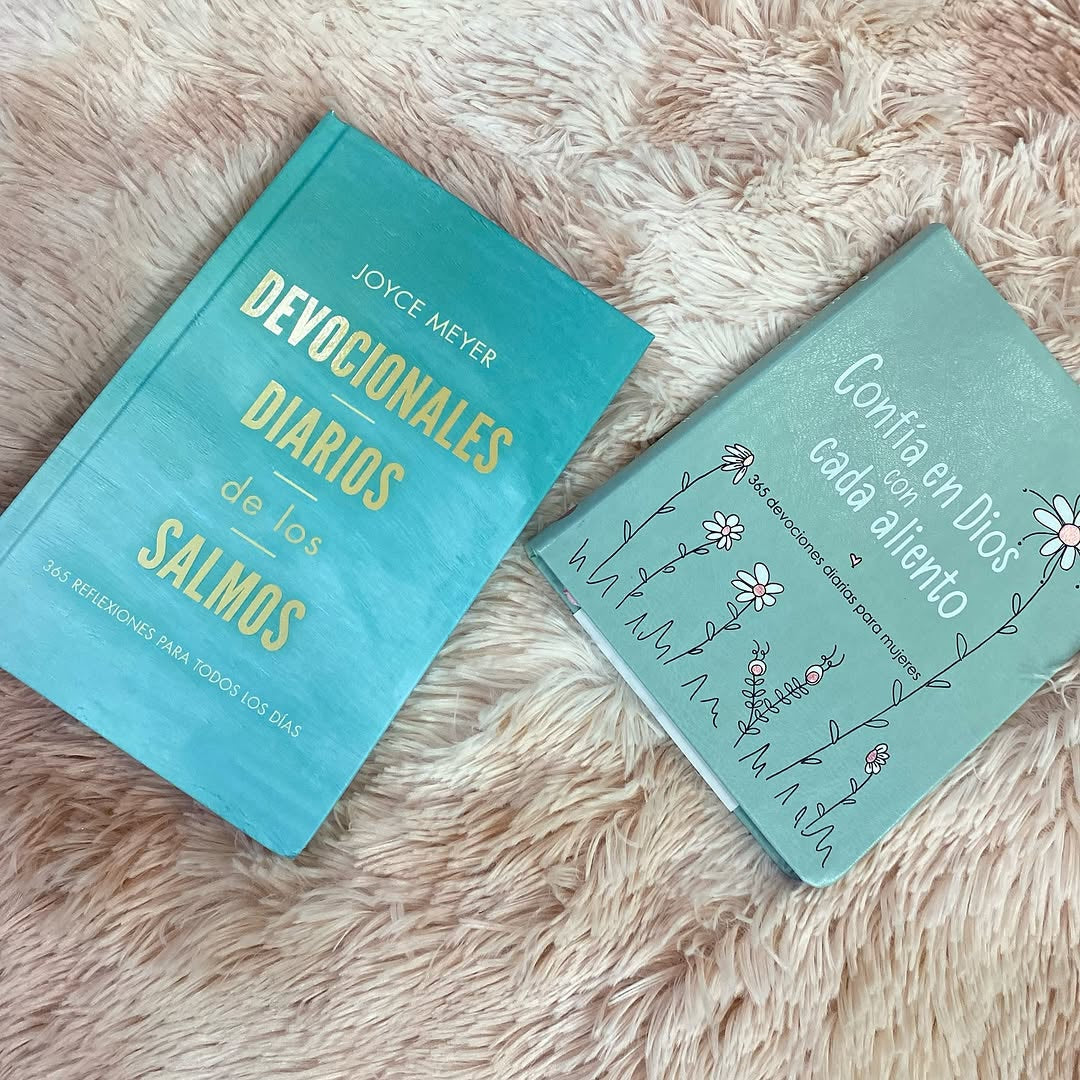 JOYCE MEYER
DEVOCIONALES
DIARIOS
de los
SALMOS
365 REFLEXIONES PARA TODOS LOS DÍAS
Confía en Dios
con
cada aliento
365 devociones diarias para mujeres